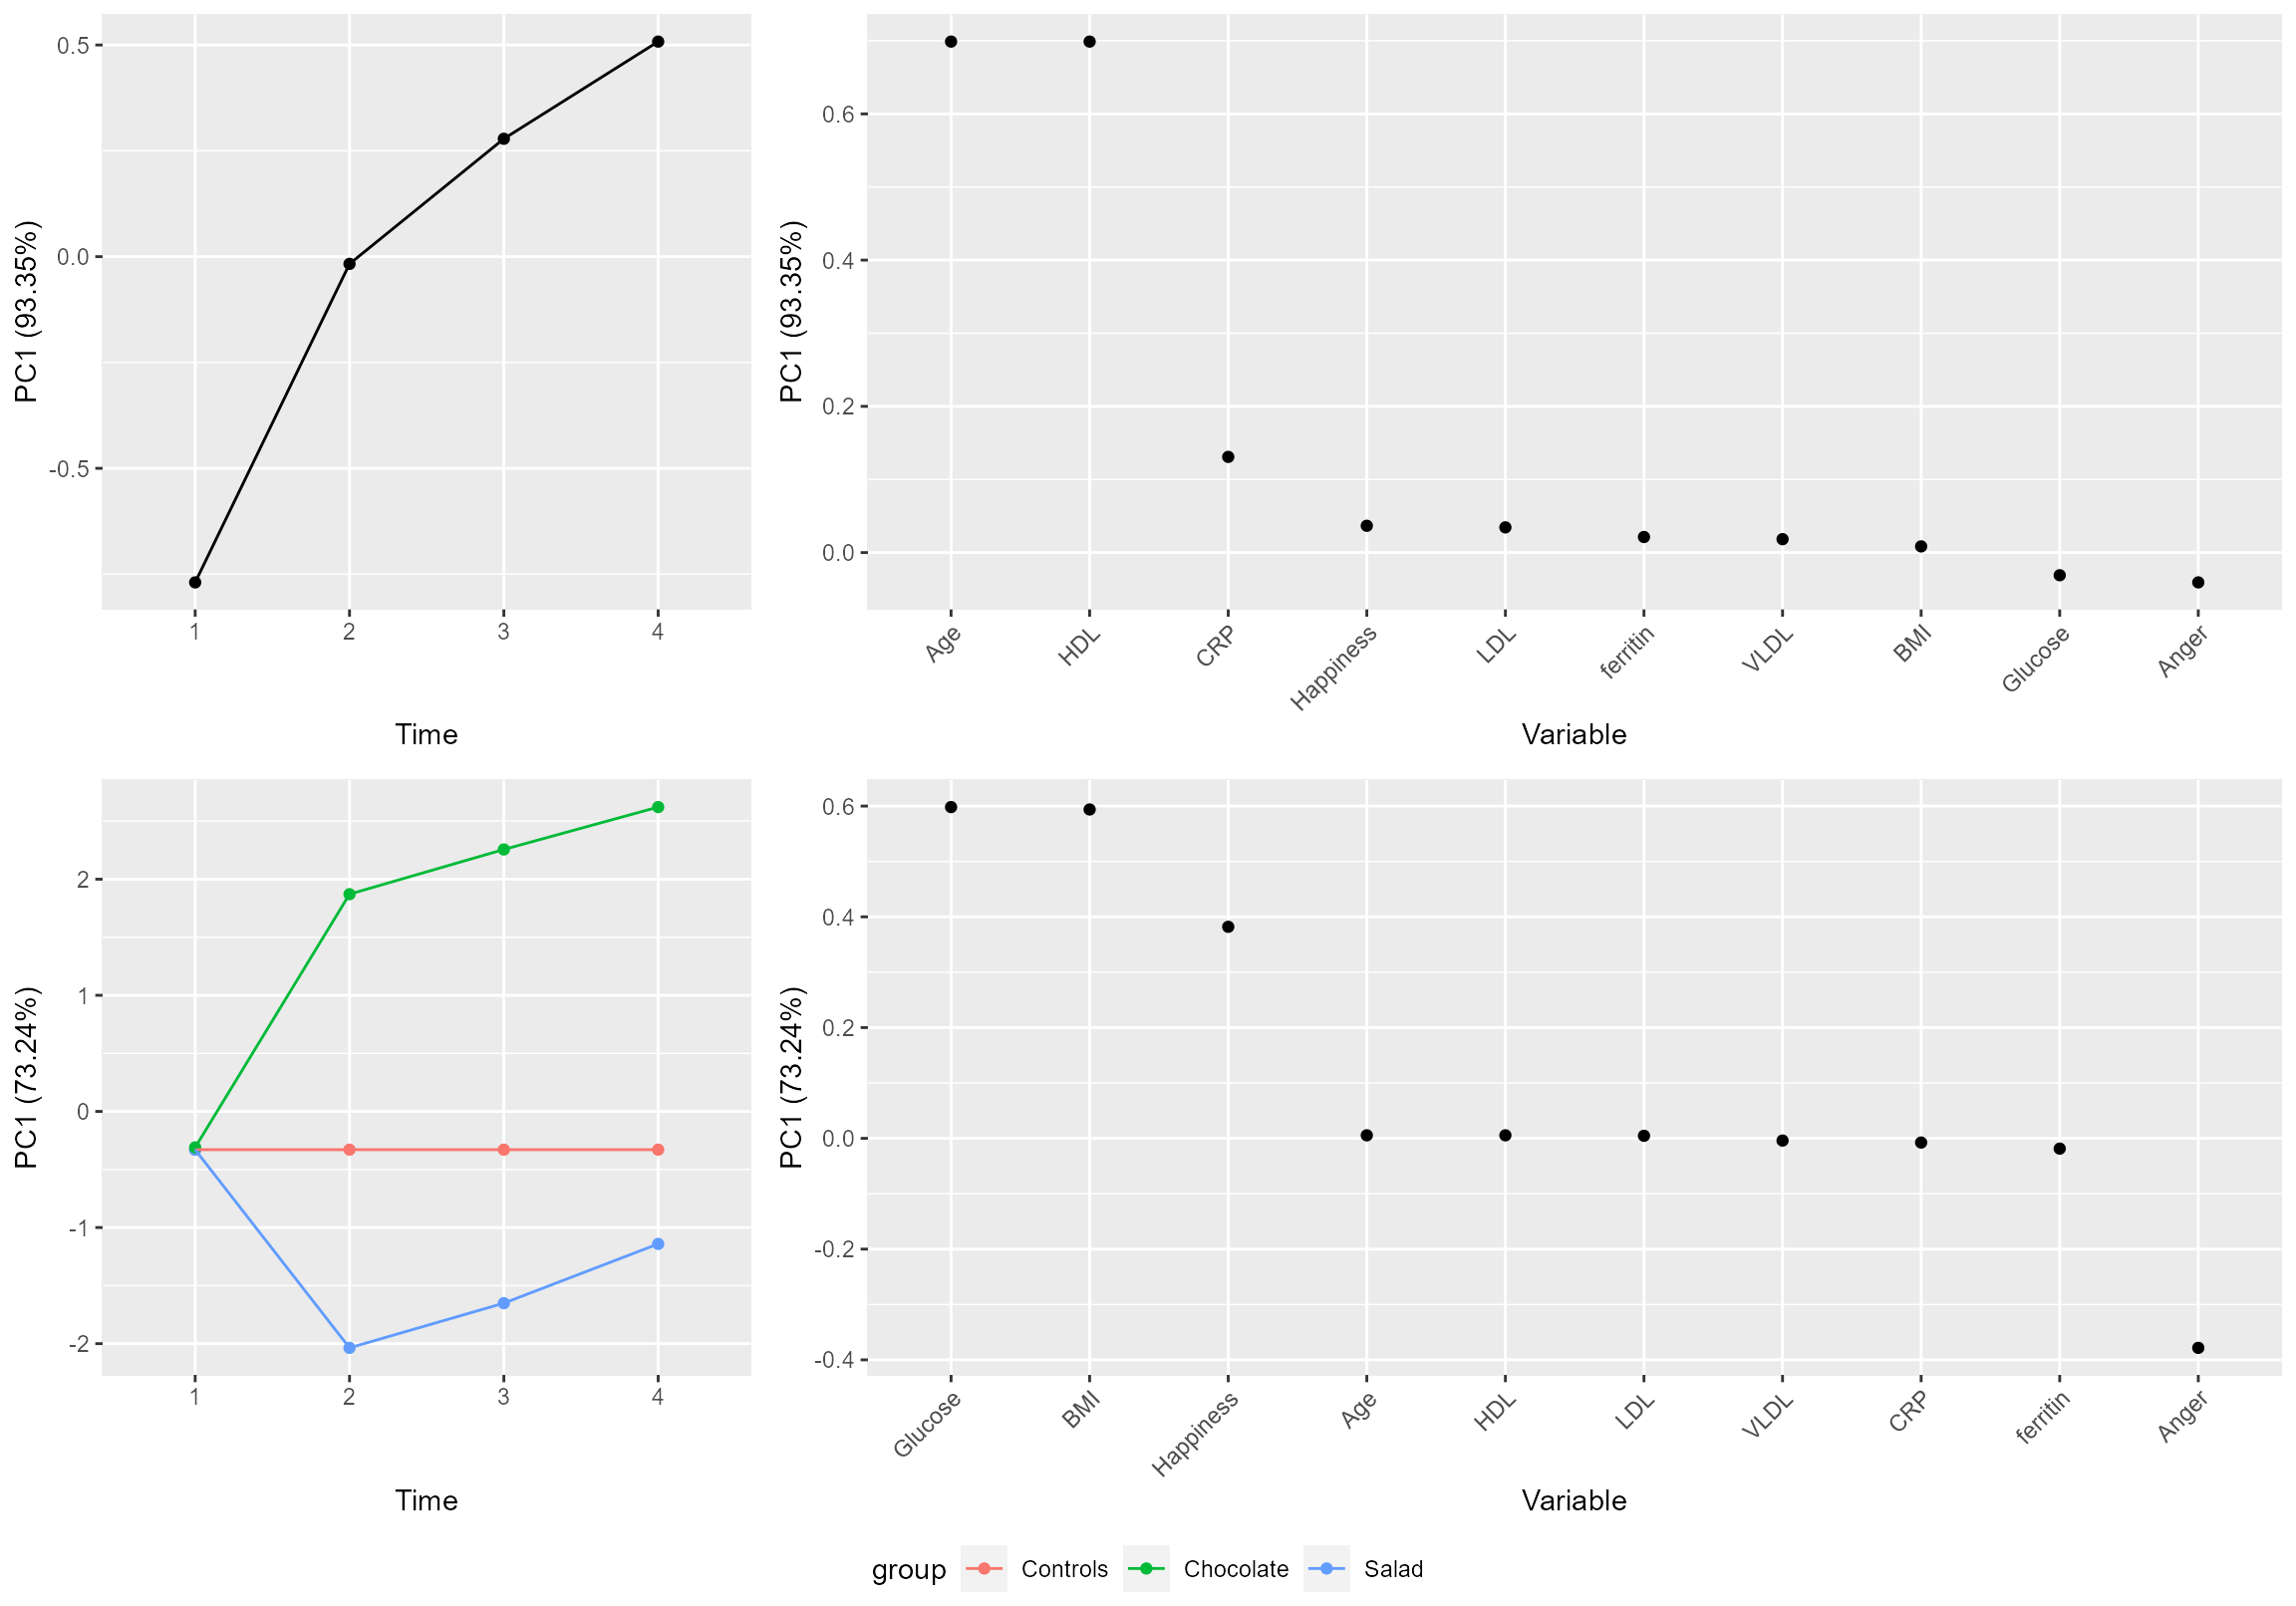 PC1 (93.35%)
0.5
0.0
-0.5
1 2 3 4
Time
PC1 (93.35%)
0.6
0.4
0.2
0.0
Age HDL CRP Happiness LDL ferritin VLDL BMI Glucose Anger
Variable
PC1 (73.24%)
2
1
0
-1
-2
1 2 3 4
Time
PC1 (73.24%)
0.6
0.4
0.2
0.0
-0.2
-0.4
Glucose BMI Happiness Age HDL LDL VLDL CRP ferritin Anger
Variable
group Controls Chocolate Salad